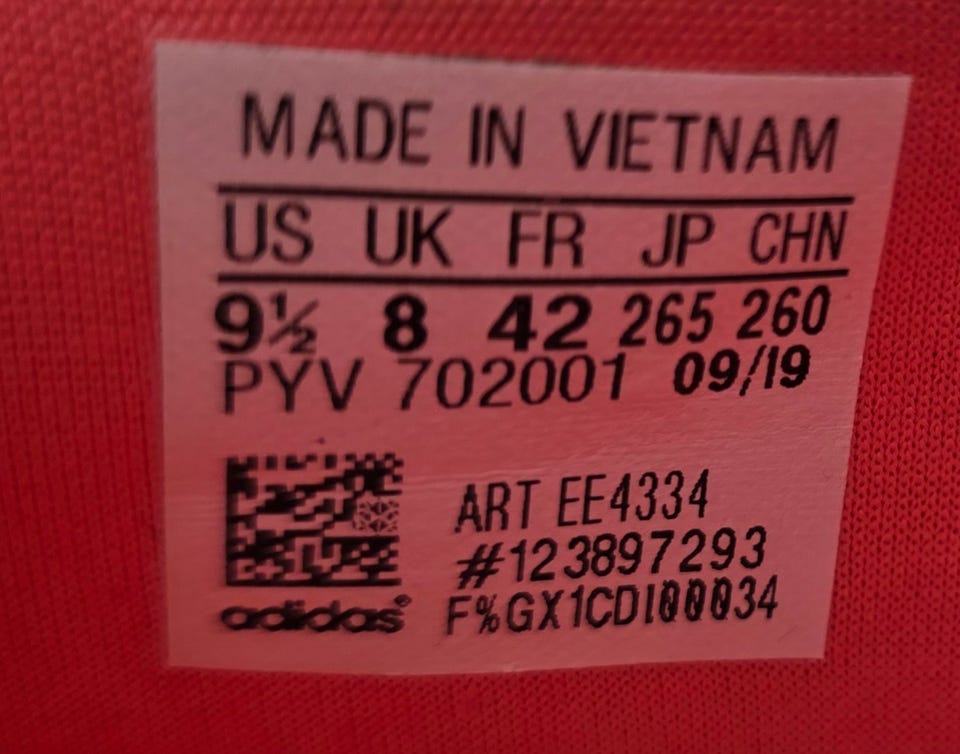 MADE IN VIETNAM
US UK FR JP CHN
9½ 8 42 265 260
PYV 702001 09/19
ART EE4334
#123897293
F%GX1CDI00034
adidas®